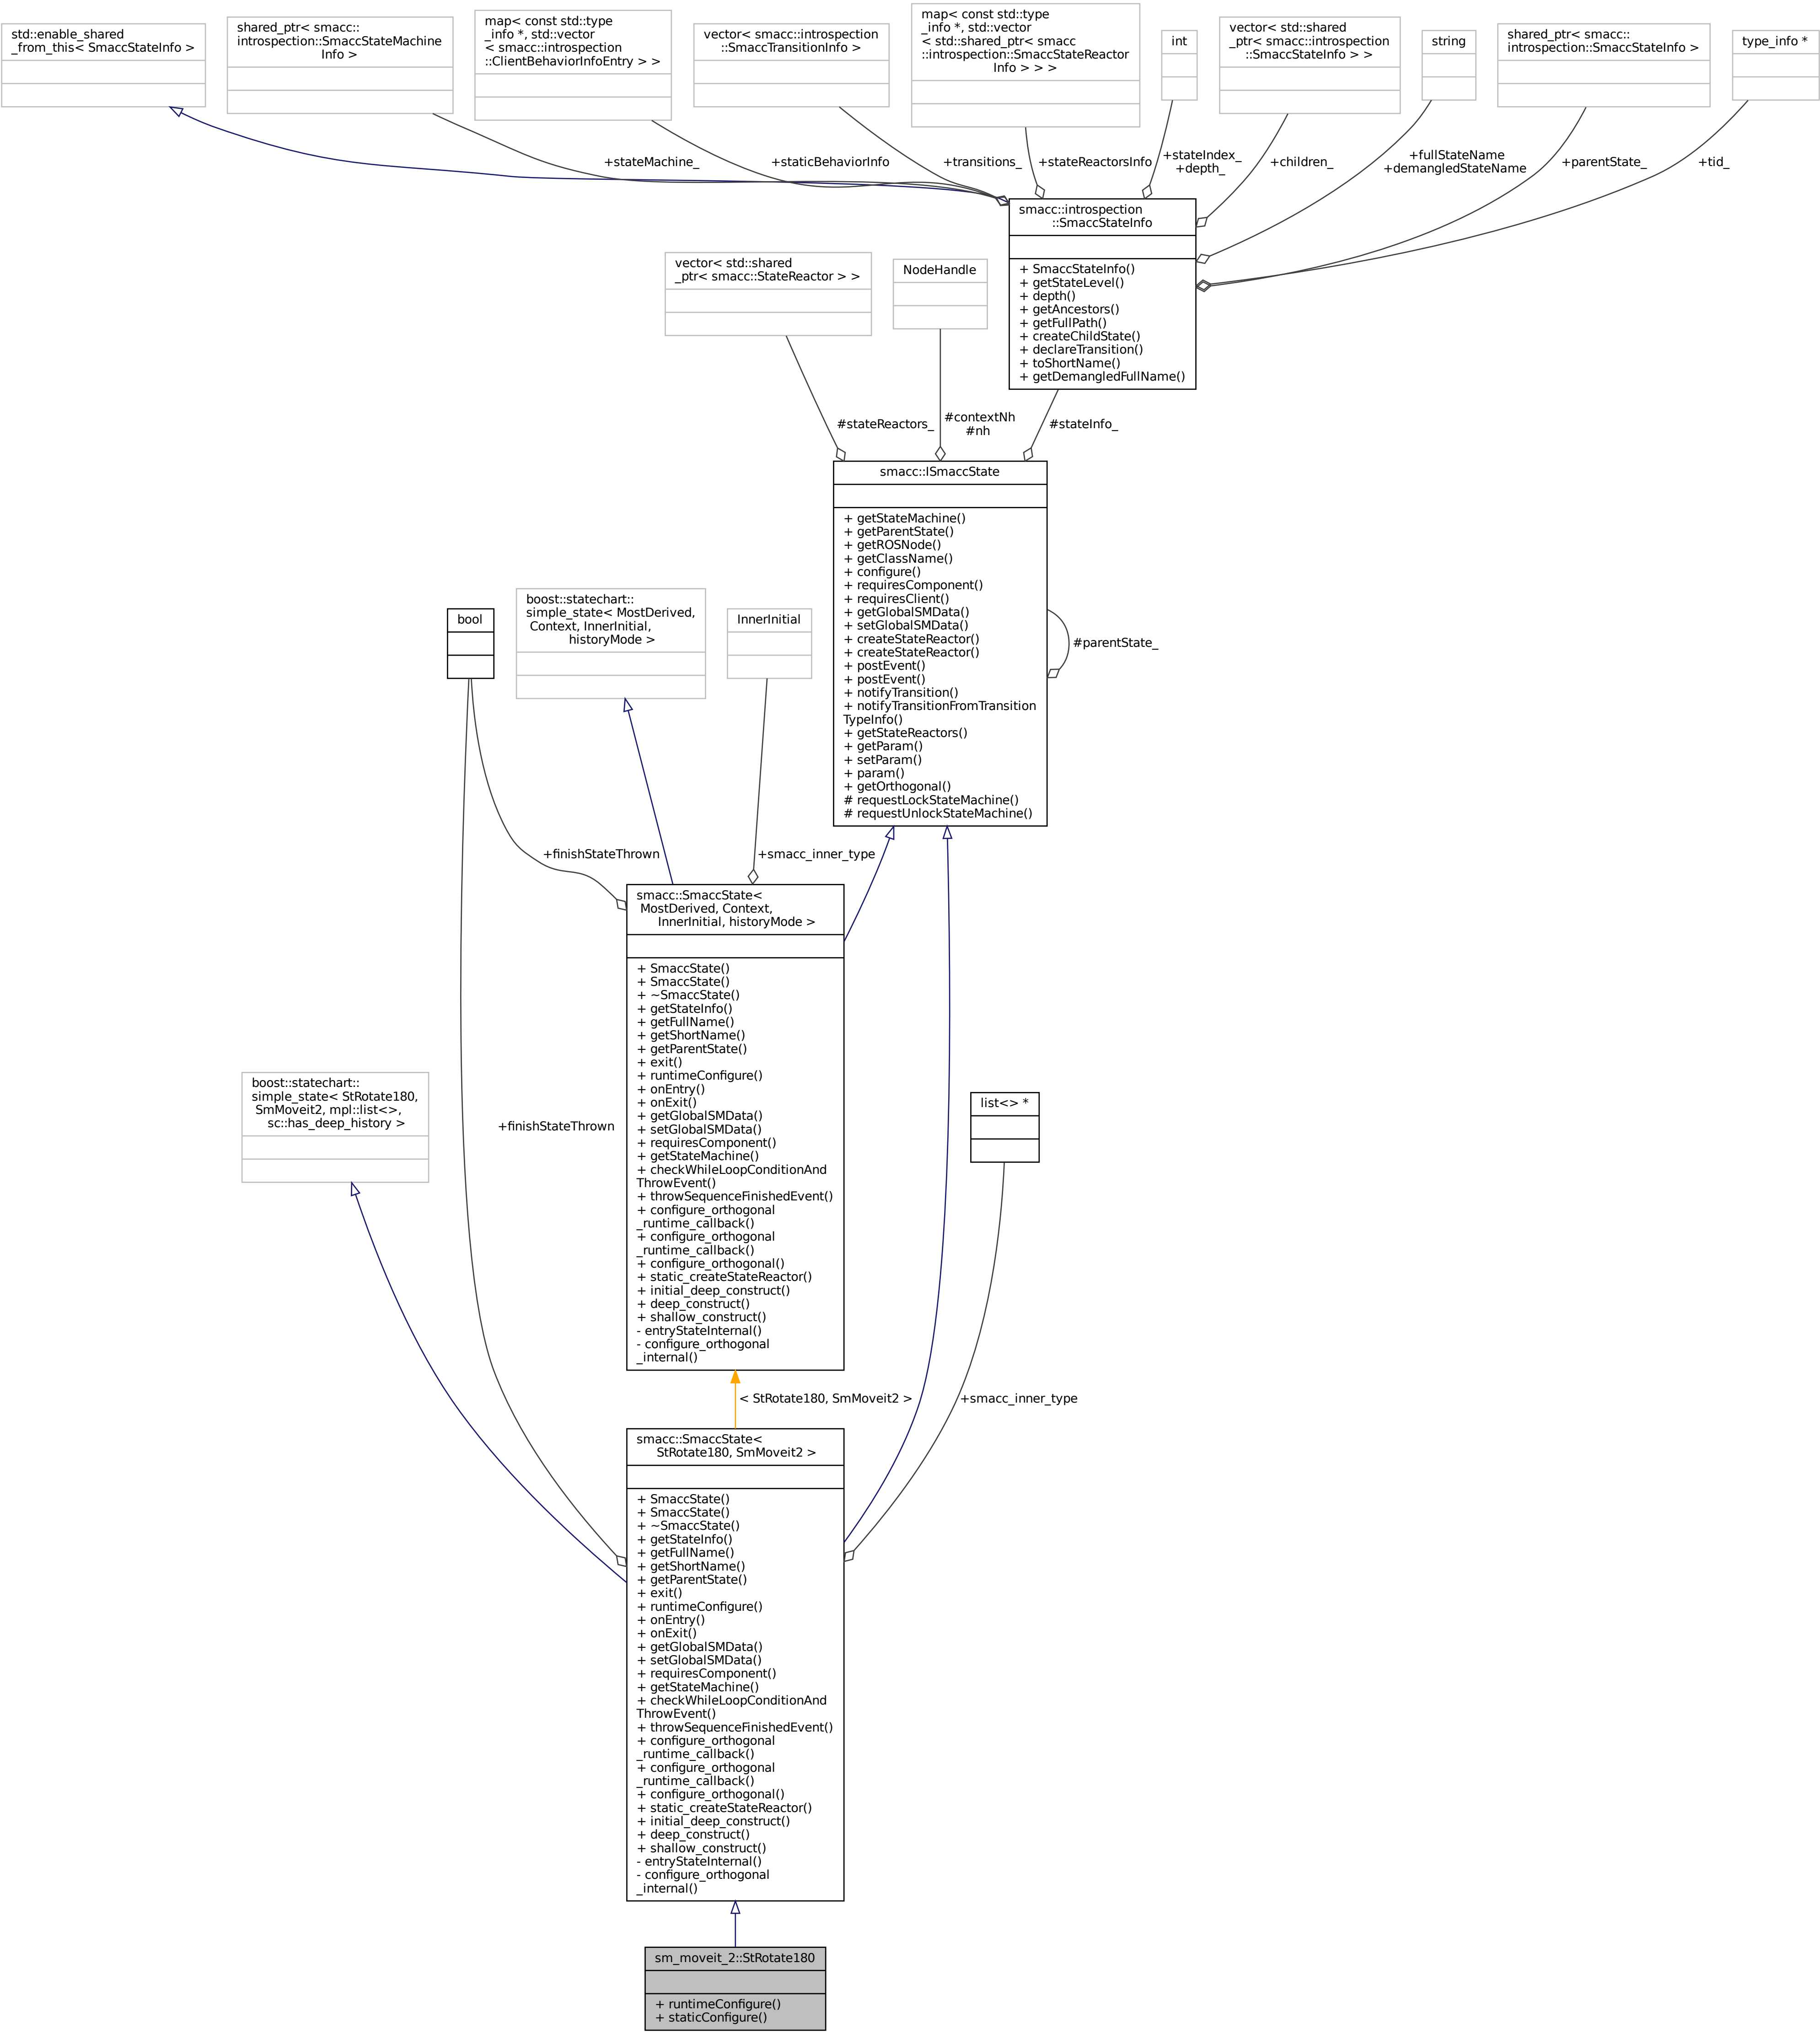 std::enable_shared
_from_this< SmaccStateInfo >
shared_ptr< smacc::
introspection::SmaccStateMachine
Info >
map< const std::type
_info *, std::vector
< smacc::introspection
::ClientBehaviorInfoEntry > >
vector< smacc::introspection
::SmaccTransitionInfo >
map< const std::type
_info *, std::vector
< std::shared_ptr< smacc
::introspection::SmaccStateReactor
Info > > >
int
vector< std::shared
_ptr< smacc::introspection
::SmaccStateInfo > >
string
shared_ptr< smacc::
introspection::SmaccStateInfo >
type_info *
+stateMachine_
+staticBehaviorInfo
+transitions_
+stateReactorsInfo
+stateIndex_
+depth_
+children_
+fullStateName
+demangledStateName
+parentState_
+tid_
smacc::introspection
::SmaccStateInfo
+ SmaccStateInfo()
+ getStateLevel()
+ depth()
+ getAncestors()
+ getFullPath()
+ createChildState()
+ declareTransition()
+ toShortName()
+ getDemangledFullName()
vector< std::shared
_ptr< smacc::StateReactor > >
NodeHandle
#stateReactors_
#contextNh
#nh
#stateInfo_
smacc::ISmaccState
+ getStateMachine()
+ getParentState()
+ getROSNode()
+ getClassName()
+ configure()
+ requiresComponent()
+ requiresClient()
+ getGlobalSMData()
+ setGlobalSMData()
+ createStateReactor()
+ createStateReactor()
+ postEvent()
+ postEvent()
+ notifyTransition()
+ notifyTransitionFromTransition
TypeInfo()
+ getStateReactors()
+ getParam()
+ setParam()
+ param()
+ getOrthogonal()
# requestLockStateMachine()
# requestUnlockStateMachine()
#parentState_
bool
boost::statechart::
simple_state< MostDerived,
Context, InnerInitial,
historyMode >
InnerInitial
+finishStateThrown
+smacc_inner_type
smacc::SmaccState<
MostDerived, Context,
InnerInitial, historyMode >
+ SmaccState()
+ SmaccState()
+ ~SmaccState()
+ getStateInfo()
+ getFullName()
+ getShortName()
+ getParentState()
+ exit()
+ runtimeConfigure()
+ onEntry()
+ onExit()
+ getGlobalSMData()
+ setGlobalSMData()
+ requiresComponent()
+ getStateMachine()
+ checkWhileLoopConditionAnd
ThrowEvent()
+ throwSequenceFinishedEvent()
+ configure_orthogonal
_runtime_callback()
+ configure_orthogonal
_runtime_callback()
+ configure_orthogonal()
+ static_createStateReactor()
+ initial_deep_construct()
+ deep_construct()
+ shallow_construct()
- entryStateInternal()
- configure_orthogonal
_internal()
boost::statechart::
simple_state< StRotate180,
SmMoveit2, mpl::list<>,
sc::has_deep_history >
+finishStateThrown
list<> *
< StRotate180, SmMoveit2 >
+smacc_inner_type
smacc::SmaccState<
StRotate180, SmMoveit2 >
+ SmaccState()
+ SmaccState()
+ ~SmaccState()
+ getStateInfo()
+ getFullName()
+ getShortName()
+ getParentState()
+ exit()
+ runtimeConfigure()
+ onEntry()
+ onExit()
+ getGlobalSMData()
+ setGlobalSMData()
+ requiresComponent()
+ getStateMachine()
+ checkWhileLoopConditionAnd
ThrowEvent()
+ throwSequenceFinishedEvent()
+ configure_orthogonal
_runtime_callback()
+ configure_orthogonal
_runtime_callback()
+ configure_orthogonal()
+ static_createStateReactor()
+ initial_deep_construct()
+ deep_construct()
+ shallow_construct()
- entryStateInternal()
- configure_orthogonal
_internal()
sm_moveit_2::StRotate180
+ runtimeConfigure()
+ staticConfigure()